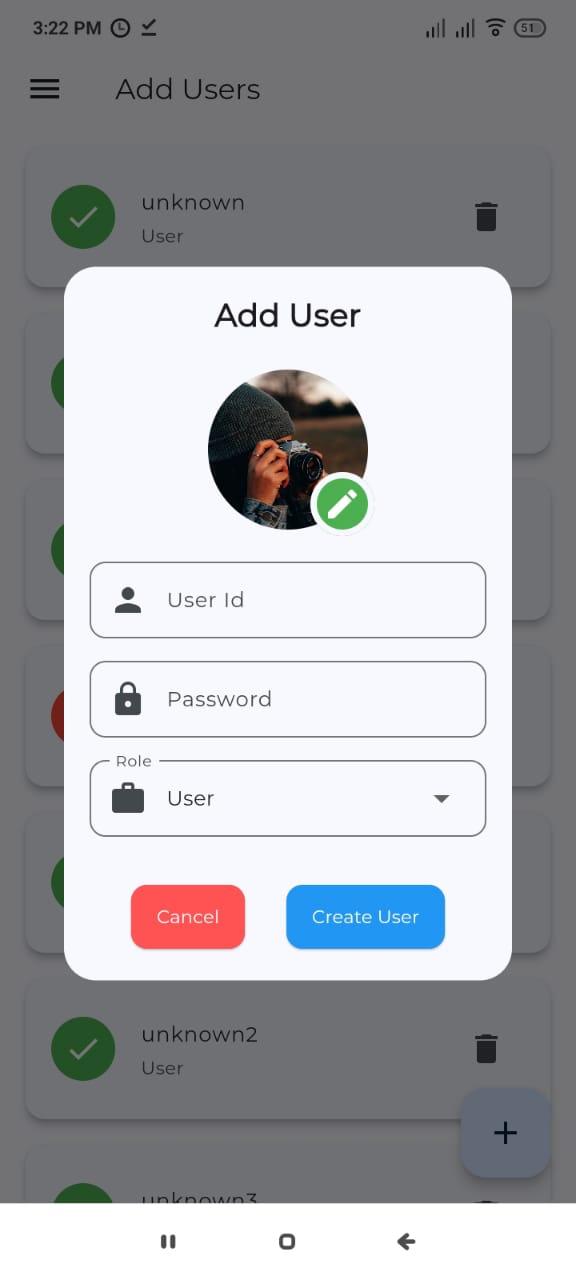 3:22 PM
51
Add Users
unknown
User
Add User
User Id
Password
Role
User
Cancel
Create User
unknown2
User
unknown3